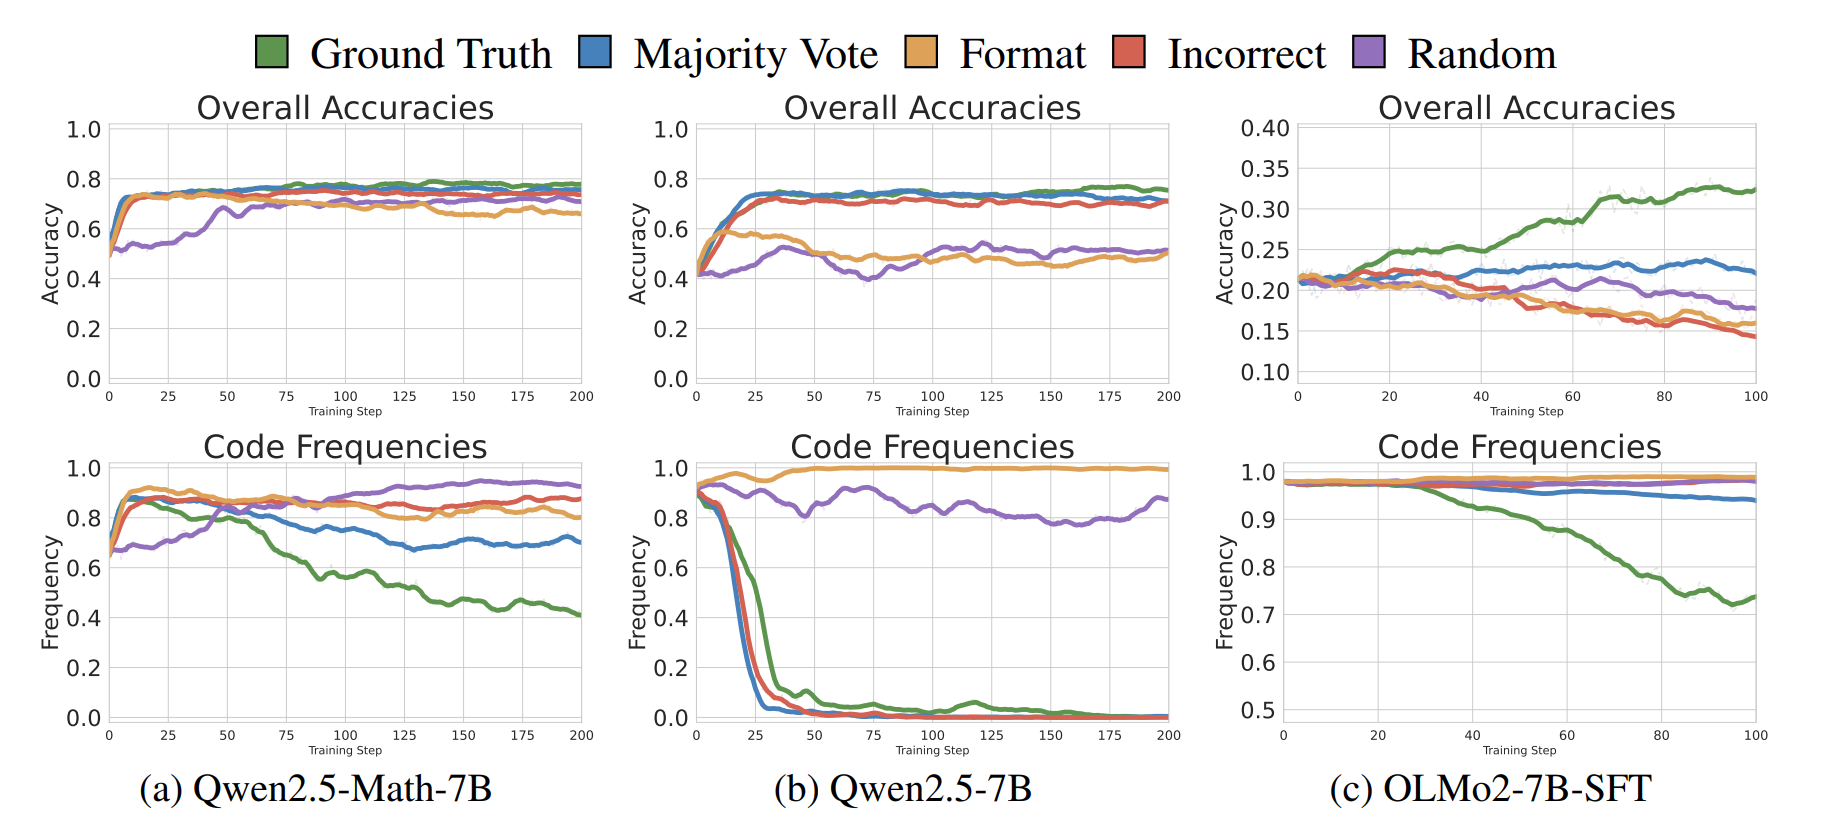 Ground Truth Majority Vote Format Incorrect Random
Overall Accuracies
Accuracy
1.0
0.8
0.6
0.4
0.2
0.0
0 25 50 75 100 125 150 175 200
Training Step
Overall Accuracies
Accuracy
1.0
0.8
0.6
0.4
0.2
0.0
0 25 50 75 100 125 150 175 200
Training Step
Overall Accuracies
Accuracy
0.40
0.35
0.30
0.25
0.20
0.15
0.10
0 20 40 60 80 100
Training Step
Code Frequencies
Frequency
1.0
0.8
0.6
0.4
0.2
0.0
0 25 50 75 100 125 150 175 200
Training Step
Code Frequencies
Frequency
1.0
0.8
0.6
0.4
0.2
0.0
0 25 50 75 100 125 150 175 200
Training Step
Code Frequencies
Frequency
1.0
0.9
0.8
0.7
0.6
0.5
0 20 40 60 80 100
Training Step
(a) Qwen2.5-Math-7B
(b) Qwen2.5-7B
(c) OLMo2-7B-SFT